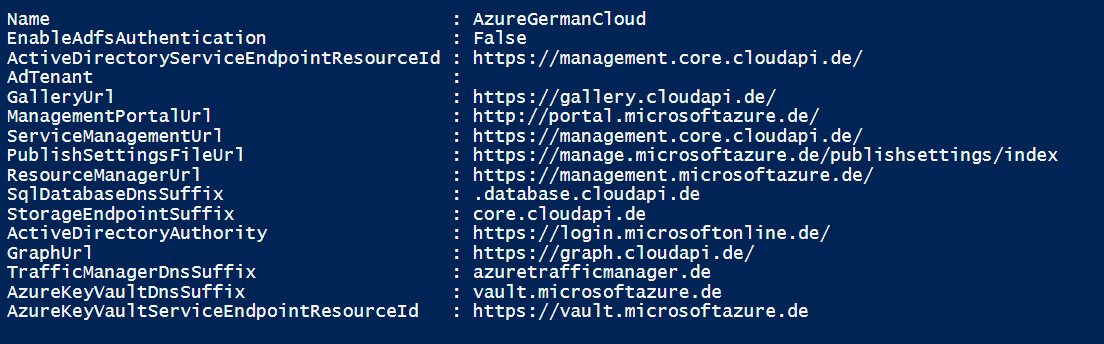 Name : AzureGermanCloud
EnableAdfsAuthentication : False
ActiveDirectoryServiceEndpointResourceId : https://management.core.cloudapi.de/
AdTenant :
GalleryUrl : https://gallery.cloudapi.de/
ManagementPortalUrl : http://portal.microsoftazure.de/
ServiceManagementUrl : https://management.core.cloudapi.de/
PublishSettingsFileUrl : https://manage.microsoftazure.de/publishsettings/index
ResourceManagerUrl : https://management.microsoftazure.de/
SqlDatabaseDnsSuffix : .database.cloudapi.de
StorageEndpointSuffix : core.cloudapi.de
ActiveDirectoryAuthority : https://login.microsoftonline.de/
GraphUrl : https://graph.cloudapi.de/
TrafficManagerDnsSuffix : azuretrafficmanager.de
AzureKeyVaultDnsSuffix : vault.microsoftazure.de
AzureKeyVaultServiceEndpointResourceId : https://vault.microsoftazure.de